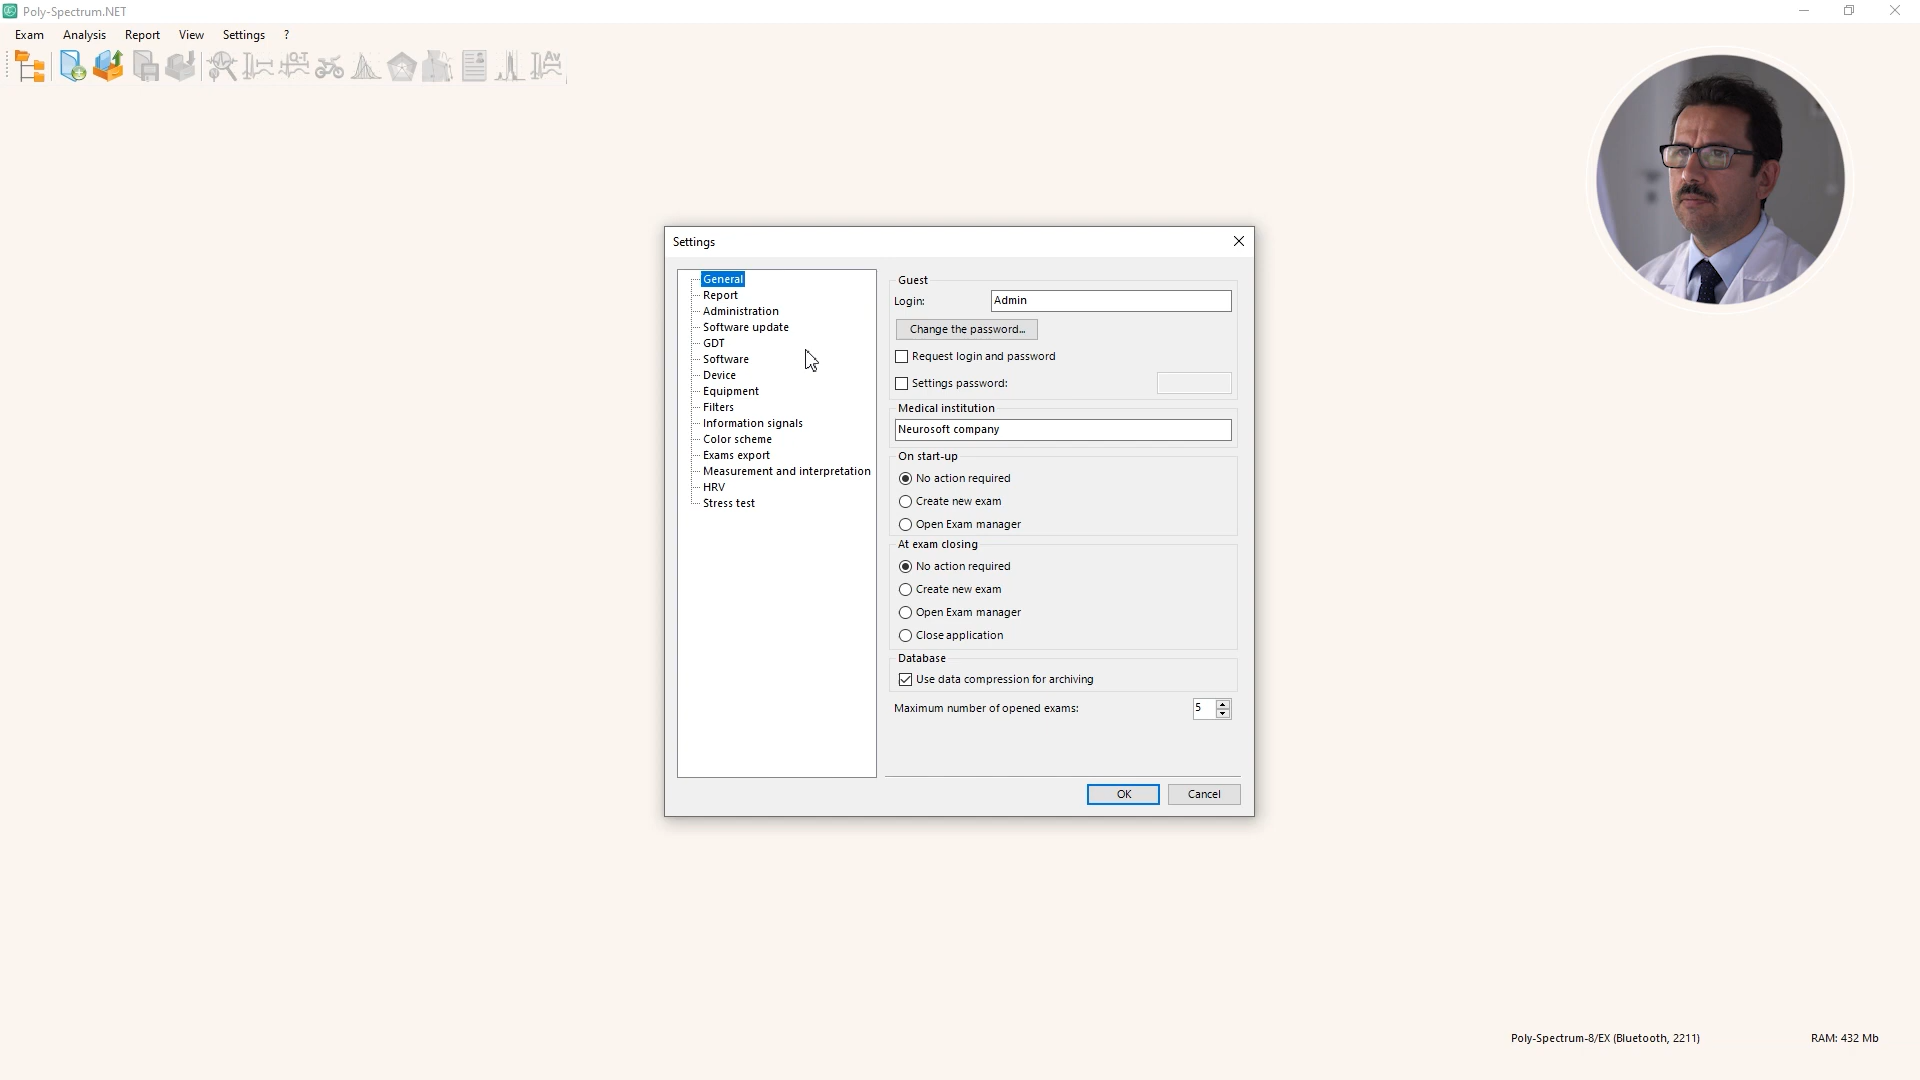 Poly-Spectrum.NET
Exam Analysis Report View Settings ?
Q-T
Av
Settings
General
Report
Administration
Software update
GDT
Software
Device
Equipment
Filters
Information signals
Color scheme
Exams export
Measurement and interpretation
HRV
Stress test
Guest
Login: Admin
Change the password...
Request login and password
Settings password:
Medical institution
Neurosoft company
On start-up
No action required
Create new exam
Open Exam manager
At exam closing
No action required
Create new exam
Open Exam manager
Close application
Database
Use data compression for archiving
Maximum number of opened exams: 5
OK Cancel
Poly-Spectrum-8/EX (Bluetooth, 2211) RAM: 432 Mb